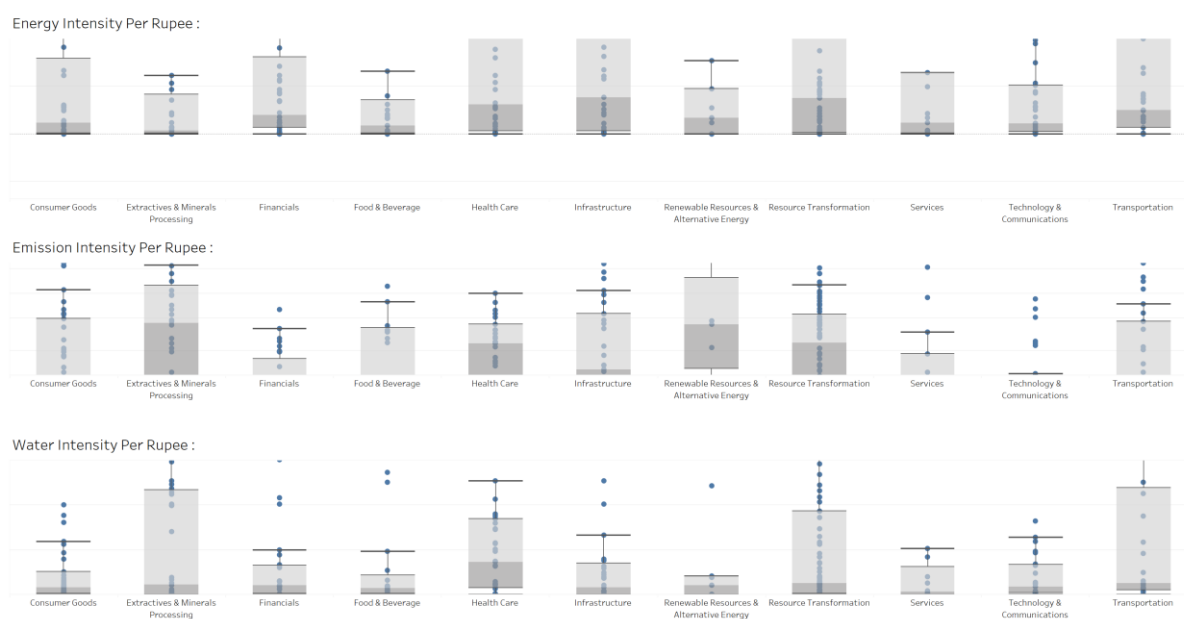 Energy Intensity Per Rupee :
Consumer Goods
Extractives & Minerals
Processing
Financials
Food & Beverage
Health Care
Infrastructure
Renewable Resources &
Alternative Energy
Resource Transformation
Services
Technology &
Communications
Transportation
Emission Intensity Per Rupee :
Consumer Goods
Extractives & Minerals
Processing
Financials
Food & Beverage
Health Care
Infrastructure
Renewable Resources &
Alternative Energy
Resource Transformation
Services
Technology &
Communications
Transportation
Water Intensity Per Rupee :
Consumer Goods
Extractives & Minerals
Processing
Financials
Food & Beverage
Health Care
Infrastructure
Renewable Resources &
Alternative Energy
Resource Transformation
Services
Technology &
Communications
Transportation